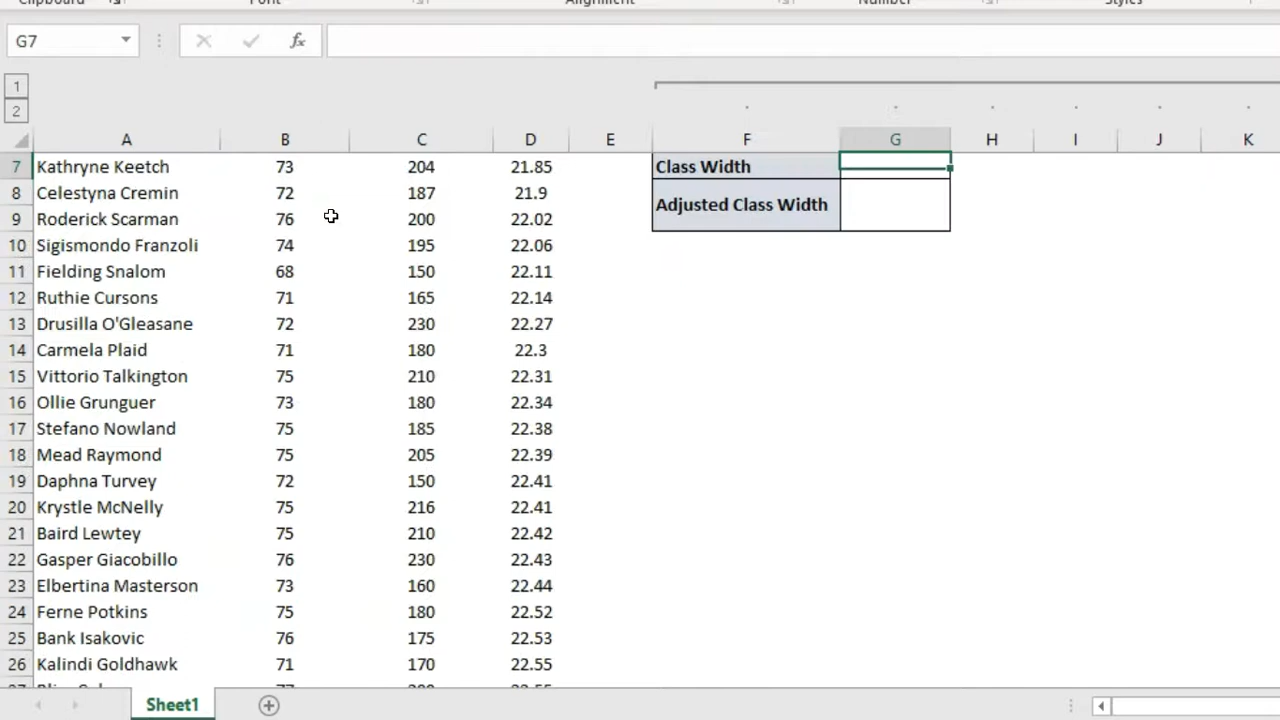 Clipboard Font Alignment Number Styles
G7 fx
1
2
A B C D E F G H I J K
7 Kathryne Keetch 73 204 21.85 Class Width
8 Celestyna Cremin 72 187 21.9
Adjusted Class Width
9 Roderick Scarman 76 200 22.02
10 Sigismondo Franzoli 74 195 22.06
11 Fielding Snalom 68 150 22.11
12 Ruthie Cursons 71 165 22.14
13 Drusilla O'Gleasane 72 230 22.27
14 Carmela Plaid 71 180 22.3
15 Vittorio Talkington 75 210 22.31
16 Ollie Grunguer 73 180 22.34
17 Stefano Nowland 75 185 22.38
18 Mead Raymond 75 205 22.39
19 Daphna Turvey 72 150 22.41
20 Krystle McNelly 75 216 22.41
21 Baird Lewtey 75 210 22.42
22 Gasper Giacobillo 76 230 22.43
23 Elbertina Masterson 73 160 22.44
24 Ferne Potkins 75 180 22.52
25 Bank Isakovic 76 175 22.53
26 Kalindi Goldhawk 71 170 22.55
Sheet1